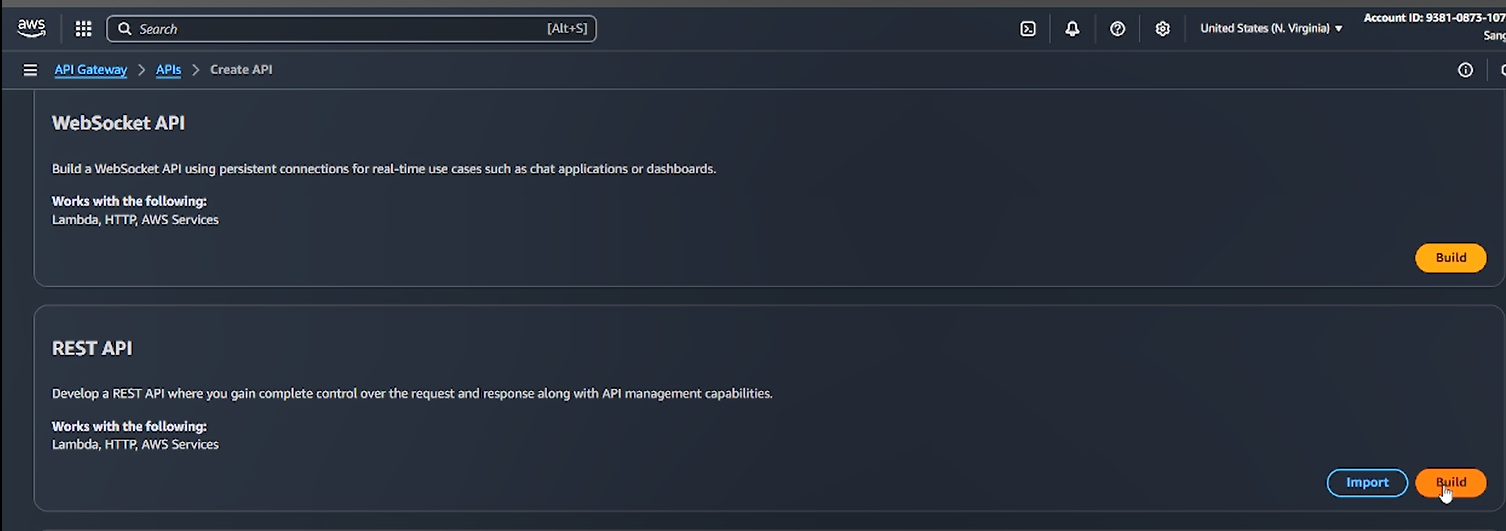 aws
Search [Alt+S]
United States (N. Virginia)
Account ID: 9381-0873-107
Sang
API Gateway > APIs > Create API
WebSocket API
Build a WebSocket API using persistent connections for real-time use cases such as chat applications or dashboards.
Works with the following:
Lambda, HTTP, AWS Services
Build
REST API
Develop a REST API where you gain complete control over the request and response along with API management capabilities.
Works with the following:
Lambda, HTTP, AWS Services
Import
Build